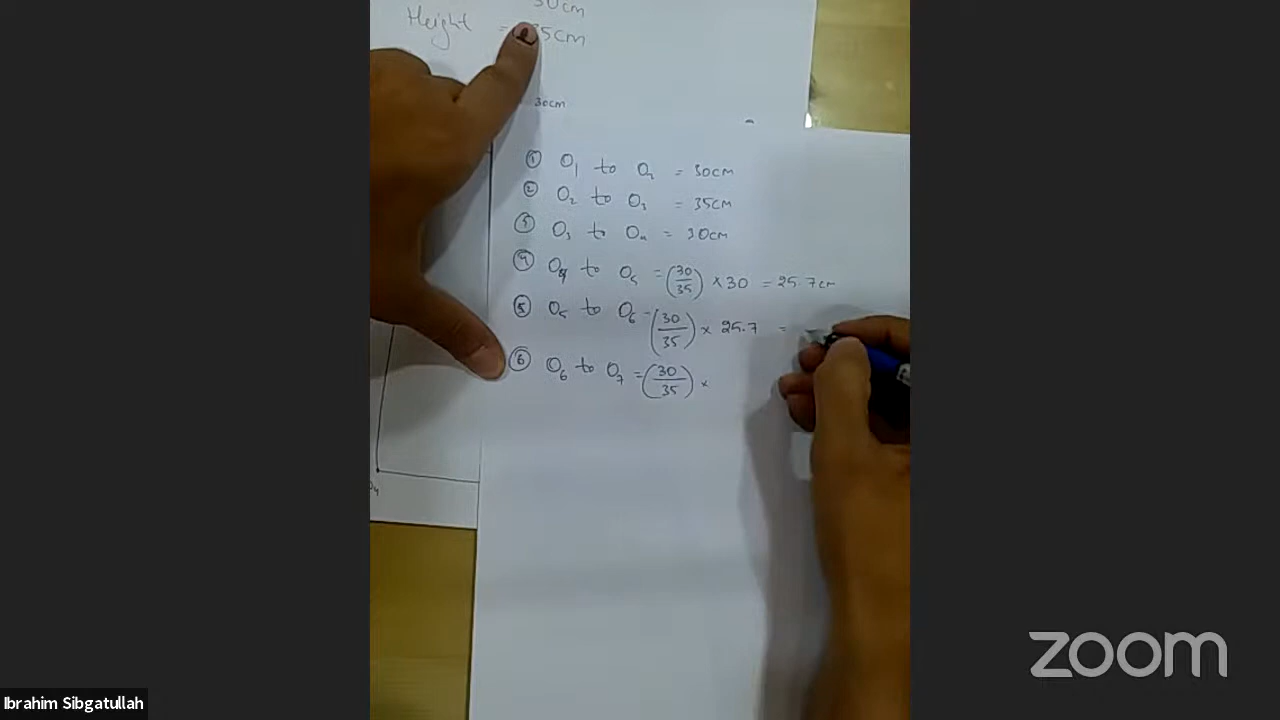 30cm
Height = 35cm
30cm
① O1 to O2 = 30cm
② O2 to O3 = 35cm
③ O3 to O4 = 30cm
④ O4 to O5 = (30/35) × 30 = 25.7cm
⑤ O5 to O6 = (30/35) × 25.7 =
⑥ O6 to O7 = (30/35) ×
O4
zoom
Ibrahim Sibgatullah